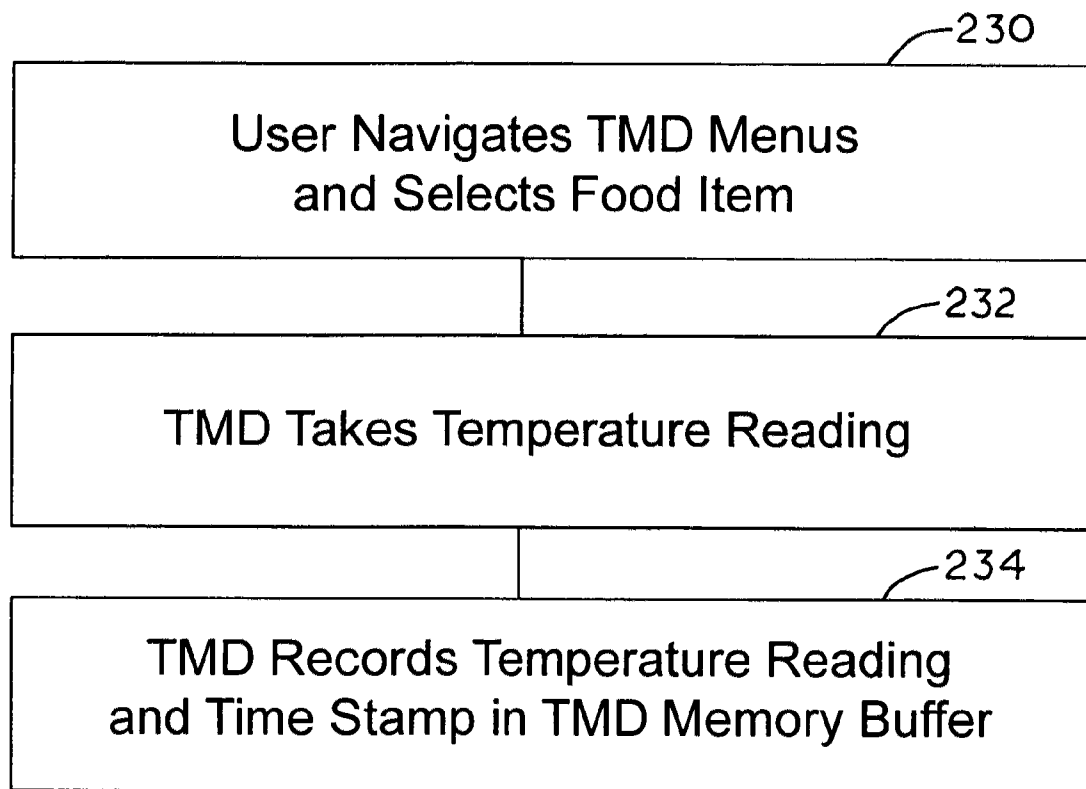 230
User Navigates TMD Menus
and Selects Food Item
232
TMD Takes Temperature Reading
234
TMD Records Temperature Reading
and Time Stamp in TMD Memory Buffer